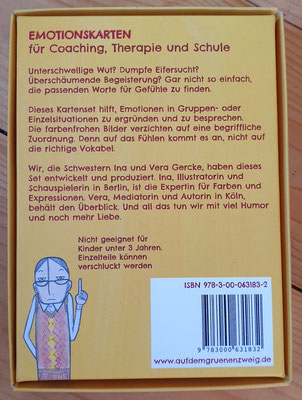 EMOTIONSKARTEN
für Coaching, Therapie und Schule
Unterschwellige Wut? Dumpfe Eifersucht?
Überschäumende Begeisterung? Gar nicht so einfach,
die passenden Worte für Gefühle zu finden.
Dieses Kartenset hilft, Emotionen in Gruppen- oder
Einzelsituationen zu ergründen und zu besprechen.
Die farbenfrohen Bilder verzichten auf eine begriffliche
Zuordnung. Denn auf das Fühlen kommt es an, nicht auf
die richtige Vokabel.
Wir, die Schwestern Ina und Vera Gercke, haben dieses
Set entwickelt und produziert. Ina, Illustratorin und
Schauspielerin in Berlin, ist die Expertin für Farben und
Expressionen. Vera, Mediatorin und Autorin in Köln,
behält den Überblick. Und all das tun wir mit viel Humor
und noch mehr Liebe.
Nicht geeignet für
Kinder unter 3 Jahren.
Einzelteile können
verschluckt werden
ISBN 978-3-00-063183-2
9 783000 631832
www.aufdemgruenenzweig.de